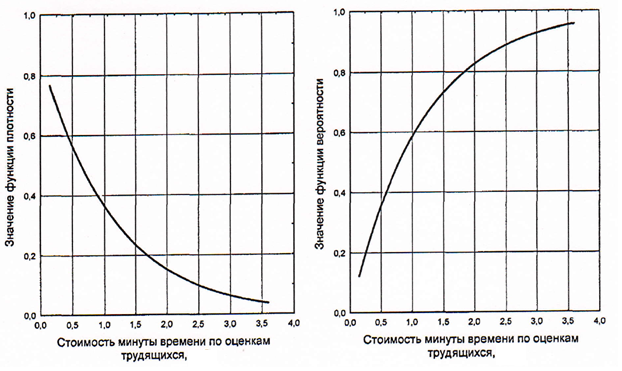 Значение функции плотности
1,0
0,8
0,6
0,4
0,2
0,0
0,0 0,5 1,0 1,5 2,0 2,5 3,0 3,5 4,0
Стоимость минуты времени по оценкам
трудящихся,
Значение функции вероятности
1,0
0,8
0,6
0,4
0,2
0,0
0,0 0,5 1,0 1,5 2,0 2,5 3,0 3,5 4,0
Стоимость минуты времени по оценкам
трудящихся,